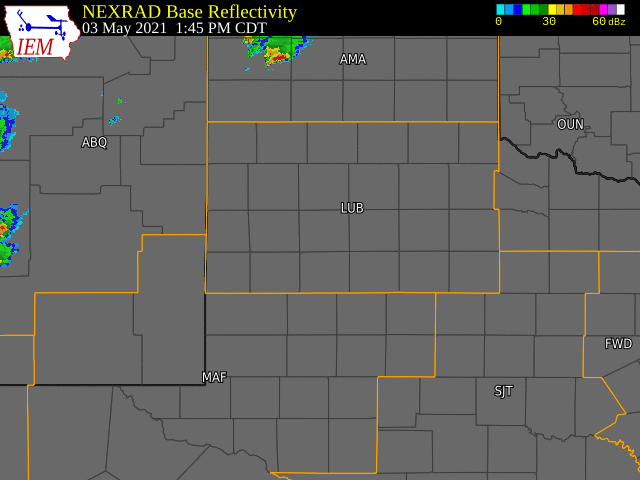 NEXRAD Base Reflectivity
03 May 2021 1:45 PM CDT
IEM
0 30 60 dBz
AMA
OUN
ABQ
LUB
FWD
MAF
SJT